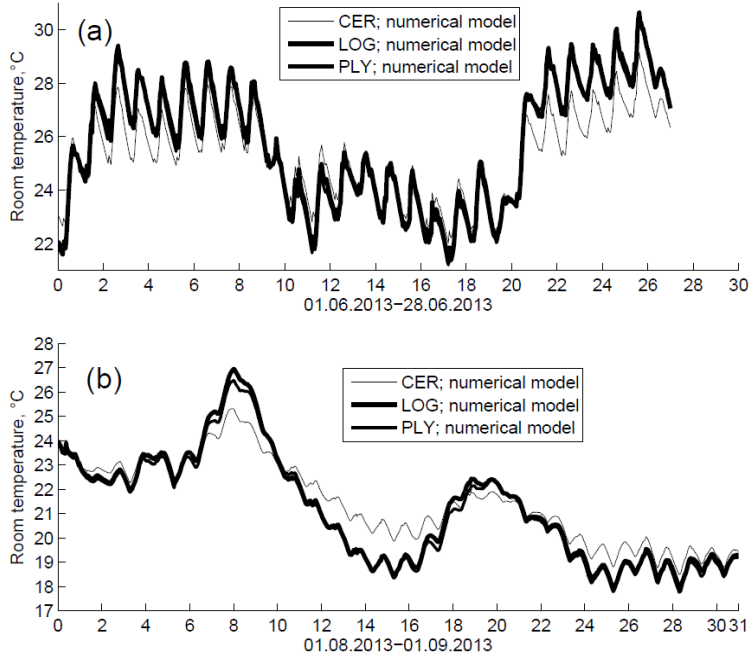 (a)
CER; numerical model
LOG; numerical model
PLY; numerical model
Room temperature,°C
30
28
26
24
22
0 2 4 6 8 10 12 14 16 18 20 22 24 26 28 30
01.06.2013−28.06.2013
(b)
CER; numerical model
LOG; numerical model
PLY; numerical model
Room temperature, °C
28
27
26
25
24
23
22
21
20
19
18
17
0 2 4 6 8 10 12 14 16 18 20 22 24 26 28 30 31
01.08.2013−01.09.2013